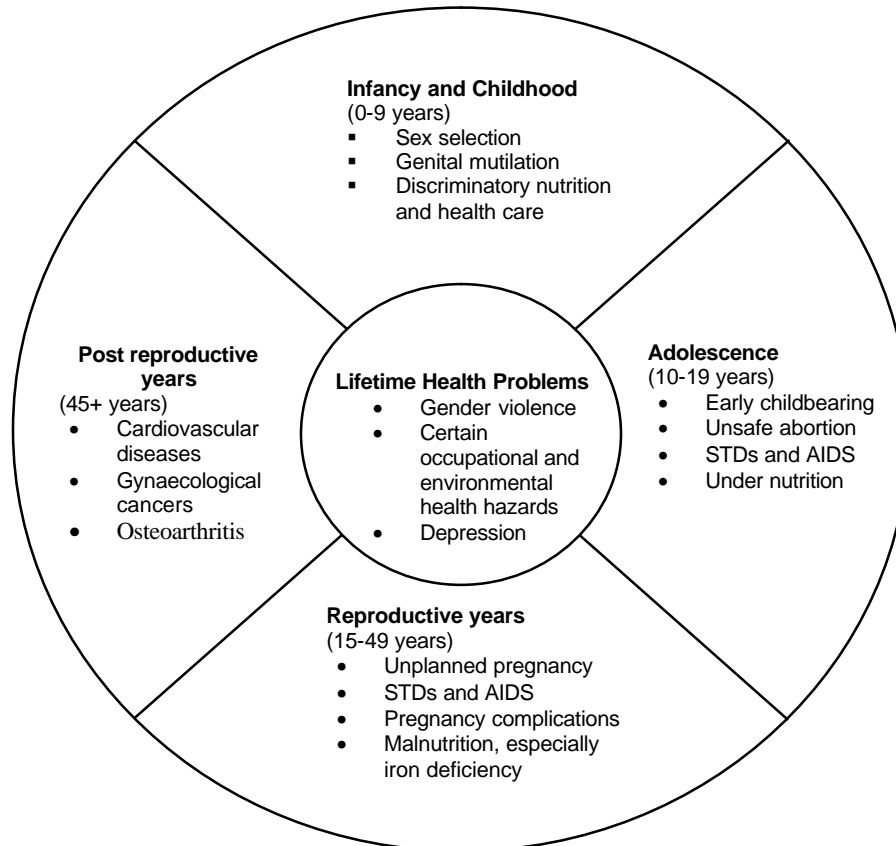 Infancy and Childhood
(0-9 years)
▪ Sex selection
▪ Genital mutilation
▪ Discriminatory nutrition
and health care
Post reproductive
years
(45+ years)
• Cardiovascular
diseases
• Gynaecological
cancers
• Osteoarthritis
Lifetime Health Problems
• Gender violence
• Certain
occupational and
environmental
health hazards
• Depression
Adolescence
(10-19 years)
• Early childbearing
• Unsafe abortion
• STDs and AIDS
• Under nutrition
Reproductive years
(15-49 years)
• Unplanned pregnancy
• STDs and AIDS
• Pregnancy complications
• Malnutrition, especially
iron deficiency